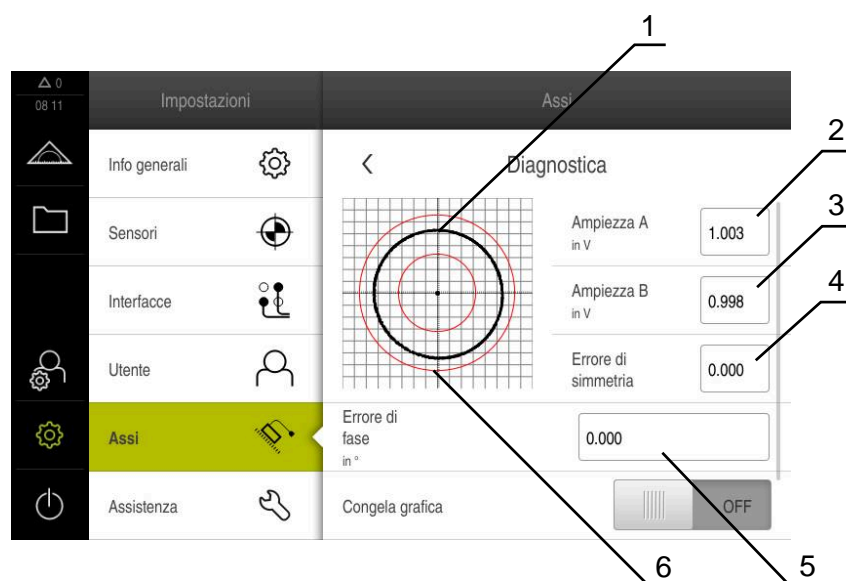 1
0
08 11
Impostazioni
Assi
2
Info generali
Diagnostica
3
Sensori
Ampiezza A
in V
1.003
4
Interfacce
Ampiezza B
in V
0.998
Utente
Errore di
simmetria
0.000
Assi
Errore di
fase
in °
0.000
Assistenza
Congela grafica
OFF
6
5